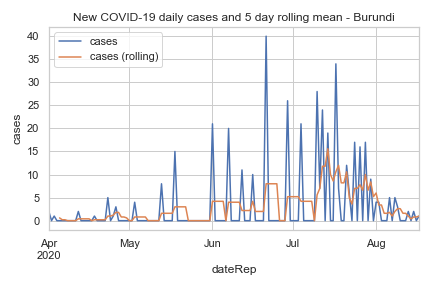 New COVID-19 daily cases and 5 day rolling mean - Burundi
cases
cases (rolling)
40
35
30
25
20
15
10
5
0
cases
Apr
2020
May
Jun
Jul
Aug
dateRep